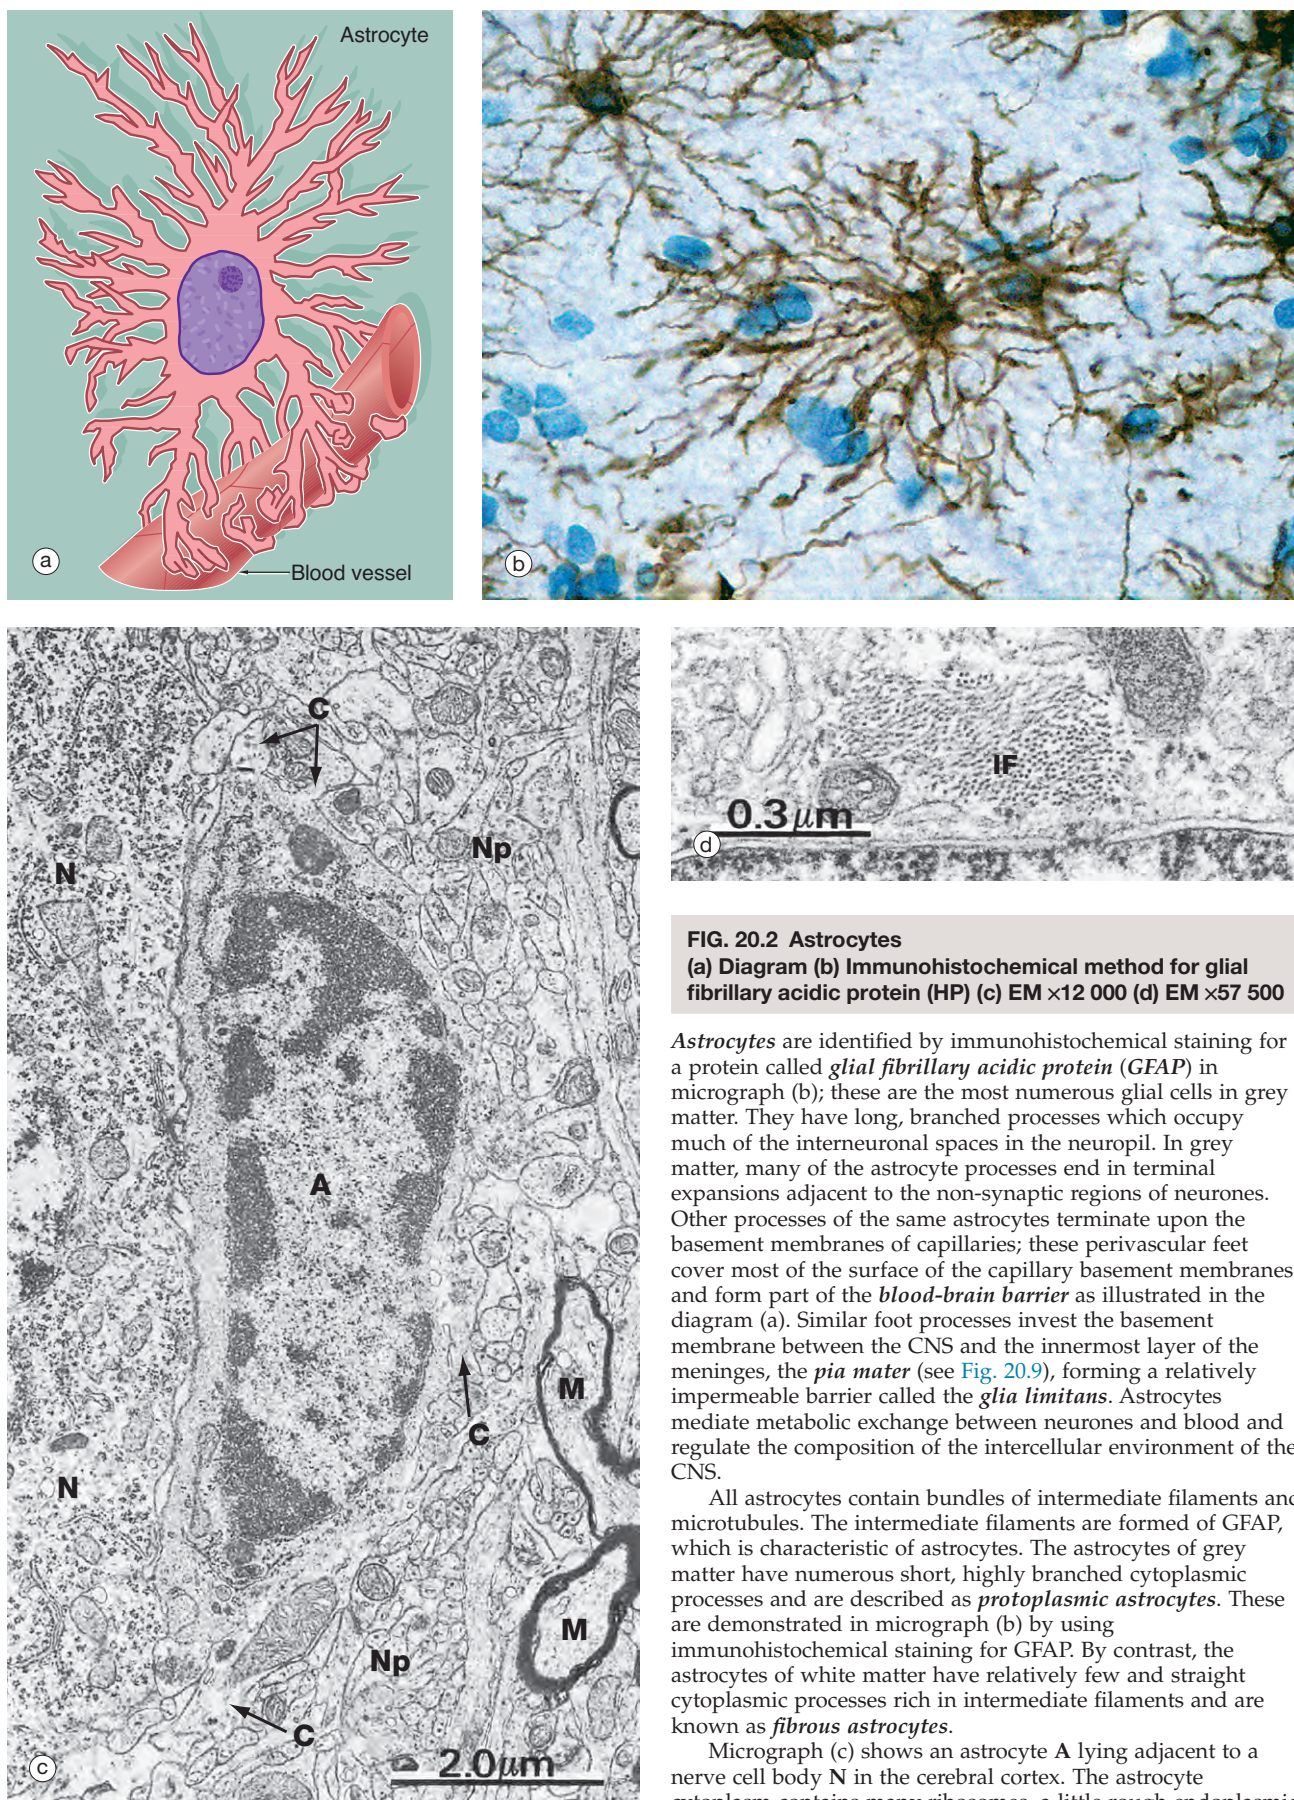 Astrocyte
Blood vessel
a
b
C
N
Np
A
C
M
N
M
Np
C
2.0 μm
c
IF
0.3 μm
d
FIG. 20.2 Astrocytes
(a) Diagram (b) Immunohistochemical method for glial
fibrillary acidic protein (HP) (c) EM ×12 000 (d) EM ×57 500
Astrocytes are identified by immunohistochemical staining for
a protein called glial fibrillary acidic protein (GFAP) in
micrograph (b); these are the most numerous glial cells in grey
matter. They have long, branched processes which occupy
much of the interneuronal spaces in the neuropil. In grey
matter, many of the astrocyte processes end in terminal
expansions adjacent to the non-synaptic regions of neurones.
Other processes of the same astrocytes terminate upon the
basement membranes of capillaries; these perivascular feet
cover most of the surface of the capillary basement membranes
and form part of the blood-brain barrier as illustrated in the
diagram (a). Similar foot processes invest the basement
membrane between the CNS and the innermost layer of the
meninges, the pia mater (see Fig. 20.9), forming a relatively
impermeable barrier called the glia limitans. Astrocytes
mediate metabolic exchange between neurones and blood and
regulate the composition of the intercellular environment of the
CNS.
All astrocytes contain bundles of intermediate filaments and
microtubules. The intermediate filaments are formed of GFAP,
which is characteristic of astrocytes. The astrocytes of grey
matter have numerous short, highly branched cytoplasmic
processes and are described as protoplasmic astrocytes. These
are demonstrated in micrograph (b) by using
immunohistochemical staining for GFAP. By contrast, the
astrocytes of white matter have relatively few and straight
cytoplasmic processes rich in intermediate filaments and are
known as fibrous astrocytes.
Micrograph (c) shows an astrocyte A lying adjacent to a
nerve cell body N in the cerebral cortex. The astrocyte